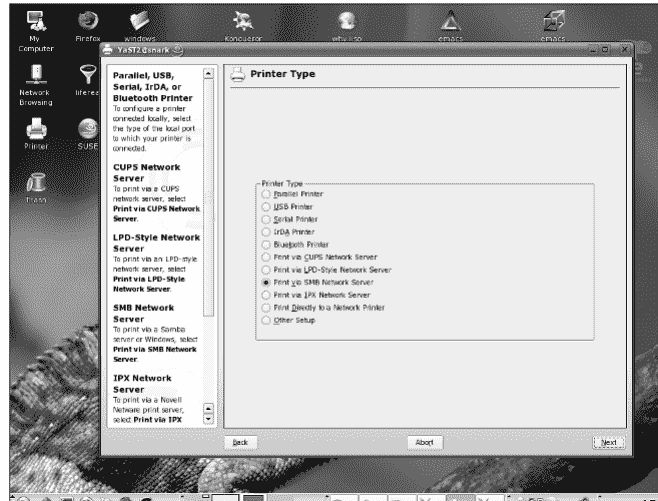 My
Computer
Firefox
windows
Konqueror
emacs
emacs
YaST2@snark
Network
Browsing
Printer
SUSE
Trash
Parallel, USB,
Serial, IrDA, or
Bluetooth Printer
To configure a printer
connected locally, select
the type of the local port
to which your printer is
connected.
CUPS Network
Server
To print via a CUPS
network server, select
Print via CUPS Network
Server.
LPD-Style Network
Server
To print via an LPD-style
network server, select
Print via LPD-Style
Network Server.
SMB Network
Server
To print via a Samba
server or Windows, select
Print via SMB Network
Server.
IPX Network
Server
To print via a Novell
Netware print server,
select Print via IPX
Printer Type
Printer Type
Parallel Printer
USB Printer
Serial Printer
IrDA Printer
Bluetooth Printer
Print via CUPS Network Server
Print via LPD-Style Network Server
Print via SMB Network Server
Print via IPX Network Server
Print Directly to a Network Printer
Other Setup
Back
Abort
Next